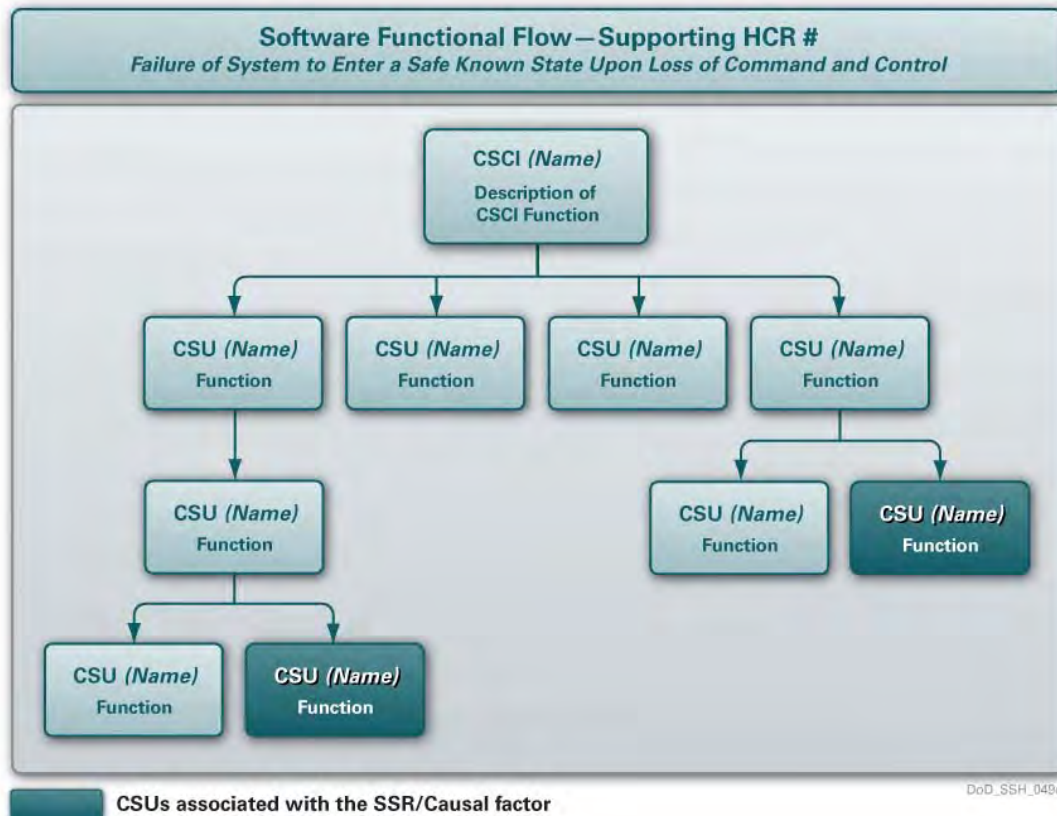 Software Functional Flow—Supporting HCR #
Failure of System to Enter a Safe Known State Upon Loss of Command and Control
CSCI (Name)
Description of
CSCI Function
CSU (Name)
Function
CSU (Name)
Function
CSU (Name)
Function
CSU (Name)
Function
CSU (Name)
Function
CSU (Name)
Function
CSU (Name)
Function
CSU (Name)
Function
CSU (Name)
Function
CSUs associated with the SSR/Causal factor